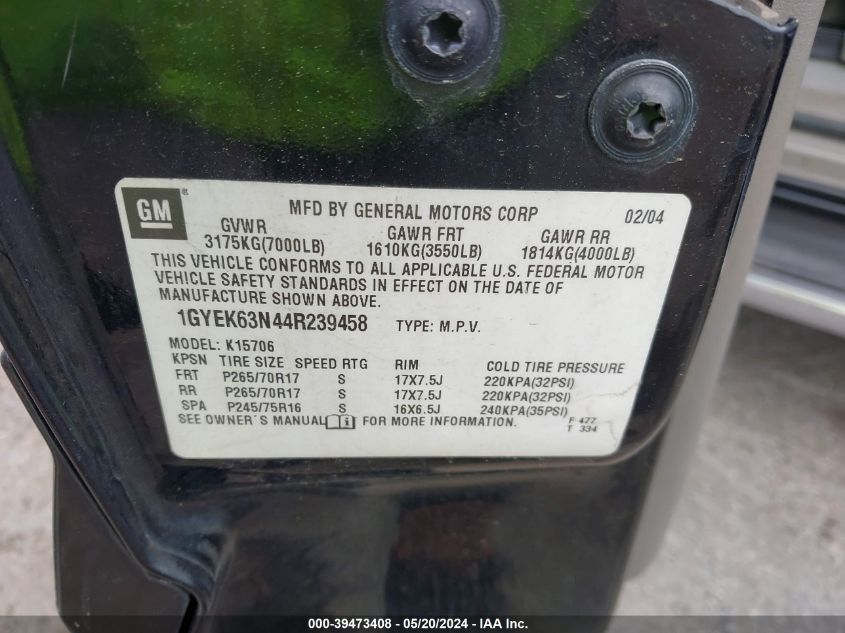 GM ®
MFD BY GENERAL MOTORS CORP 02/04
GVWR GAWR FRT GAWR RR
3175KG(7000LB) 1610KG(3550LB) 1814KG(4000LB)
THIS VEHICLE CONFORMS TO ALL APPLICABLE U.S. FEDERAL MOTOR
VEHICLE SAFETY STANDARDS IN EFFECT ON THE DATE OF
MANUFACTURE SHOWN ABOVE.
1GYEK63N44R239458 TYPE: M.P.V.
MODEL: K15706
KPSN TIRE SIZE SPEED RTG RIM COLD TIRE PRESSURE
FRT P265/70R17 S 17X7.5J 220KPA(32PSI)
RR P265/70R17 S 17X7.5J 220KPA(32PSI)
SPA P245/75R16 S 16X6.5J 240KPA(35PSI)
SEE OWNER'S MANUAL i FOR MORE INFORMATION. F 477
T 334
000-39473408 - 05/20/2024 - IAA Inc.